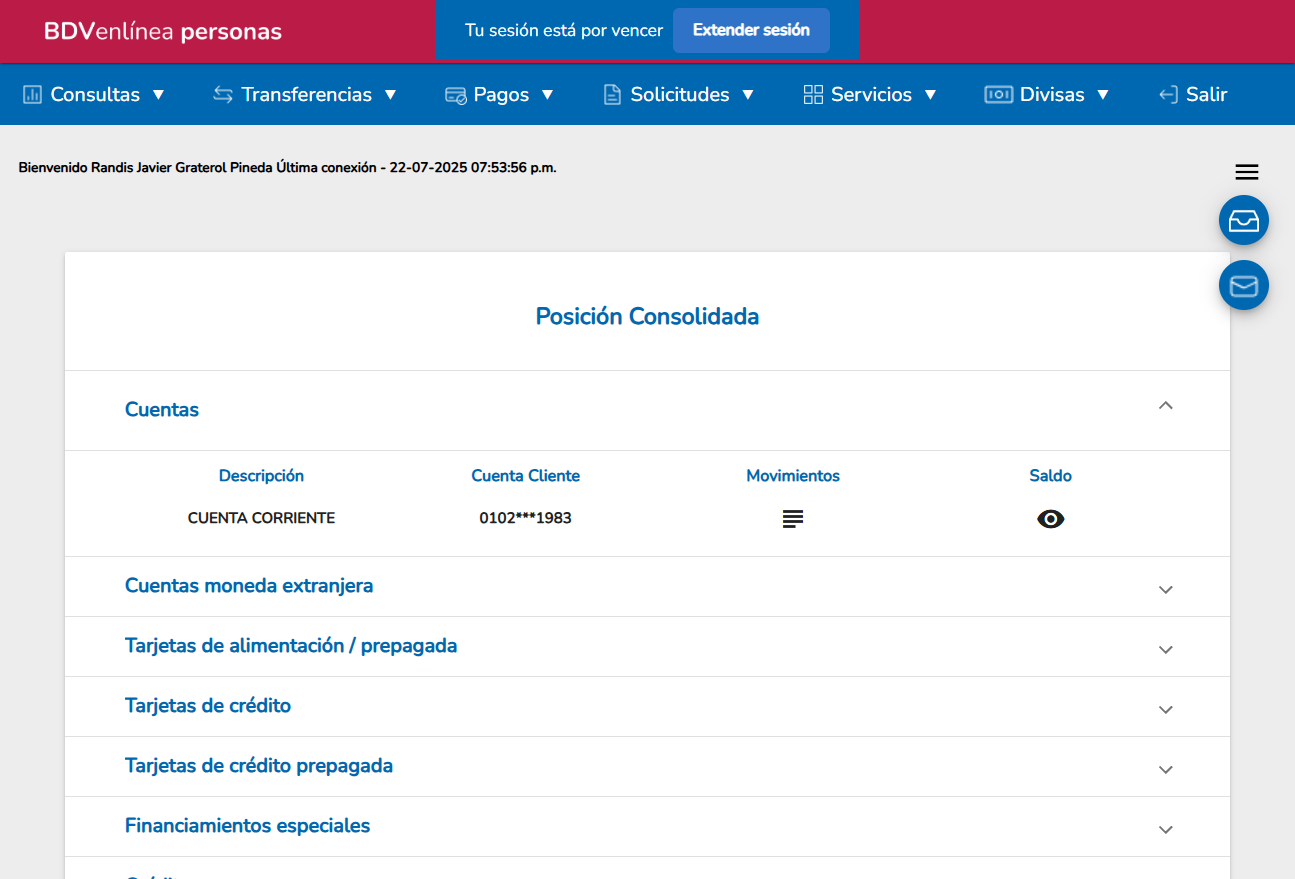 BDVenlínea personas
Tu sesión está por vencer Extender sesión
Consultas ▼ Transferencias ▼ Pagos ▼ Solicitudes ▼ Servicios ▼ Divisas ▼ Salir
Bienvenido Randis Javier Graterol Pineda Última conexión - 22-07-2025 07:53:56 p.m.
Posición Consolidada
Cuentas
Descripción Cuenta Cliente Movimientos Saldo
CUENTA CORRIENTE 0102***1983
Cuentas moneda extranjera
Tarjetas de alimentación / prepagada
Tarjetas de crédito
Tarjetas de crédito prepagada
Financiamientos especiales